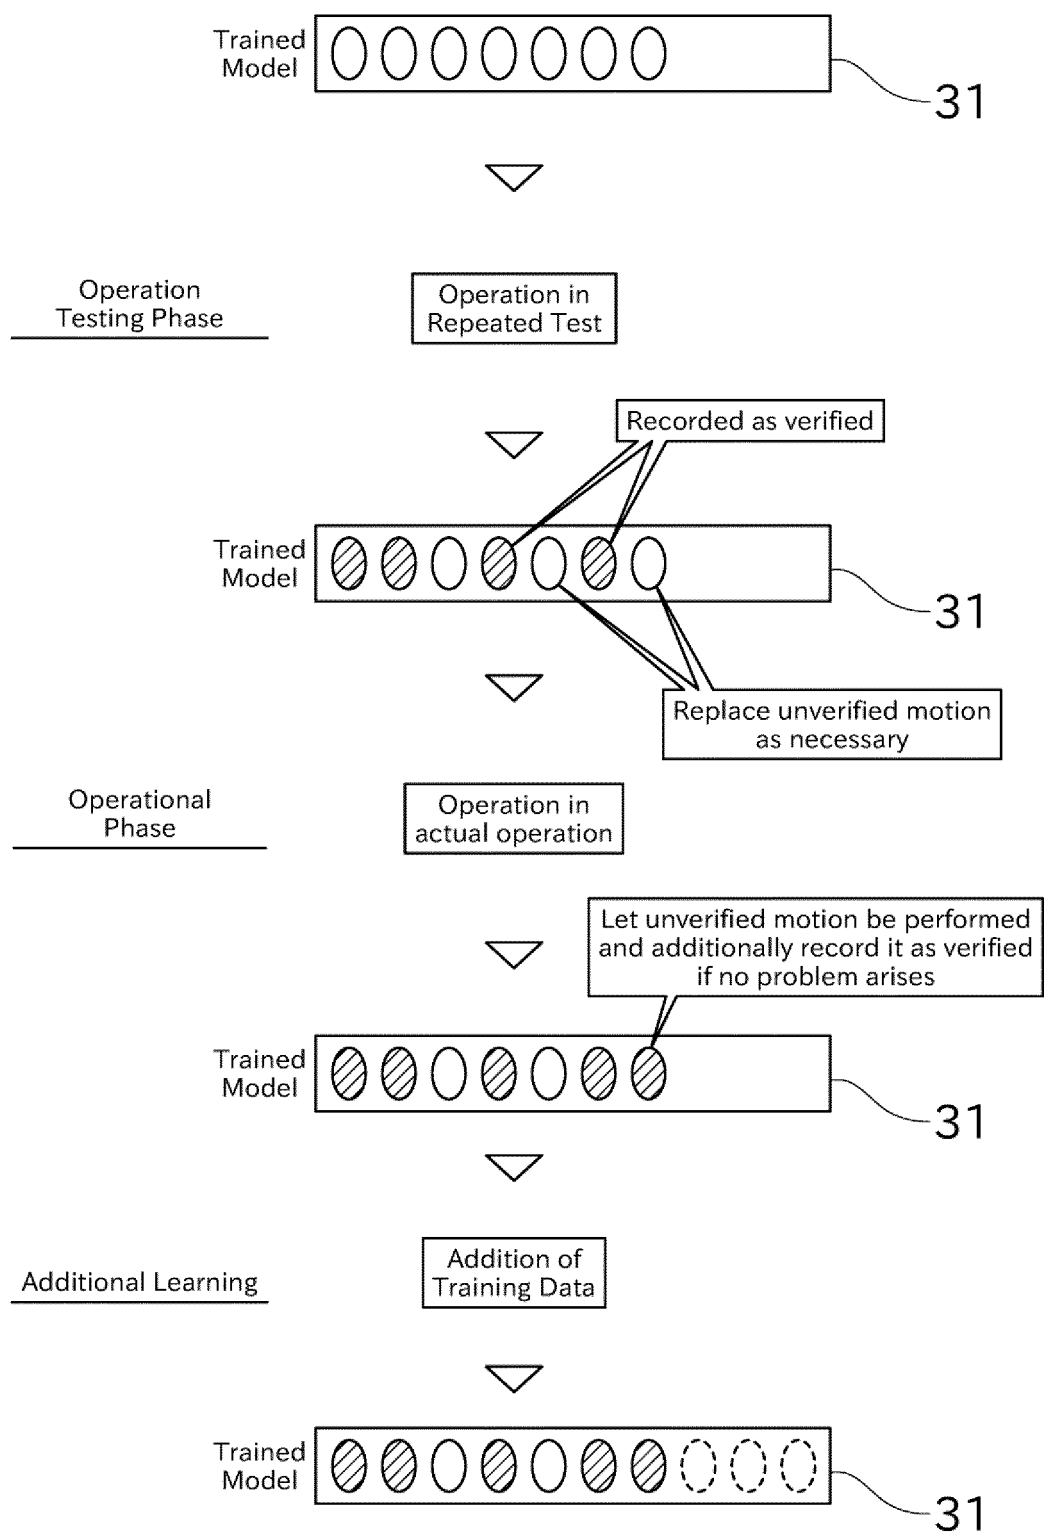 Trained
Model
31
Operation
Testing Phase
Operation in
Repeated Test
Recorded as verified
Trained
Model
31
Replace unverified motion
as necessary
Operational
Phase
Operation in
actual operation
Let unverified motion be performed
and additionally record it as verified
if no problem arises
Trained
Model
31
Additional Learning
Addition of
Training Data
Trained
Model
31